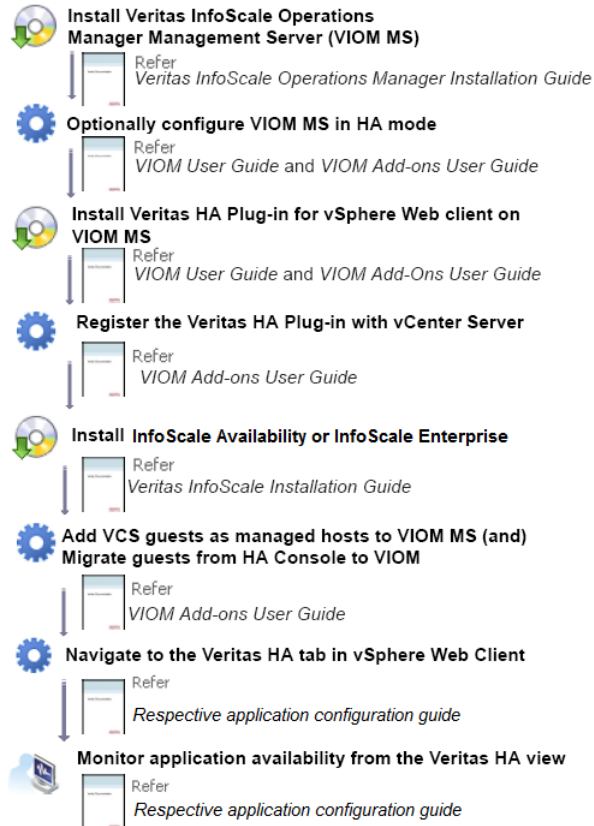 Install Veritas InfoScale Operations
Manager Management Server (VIOM MS)
Refer
Veritas InfoScale Operations Manager Installation Guide
Optionally configure VIOM MS in HA mode
Refer
VIOM User Guide and VIOM Add-ons User Guide
Install Veritas HA Plug-in for vSphere Web client on
VIOM MS
Refer
VIOM User Guide and VIOM Add-Ons User Guide
Register the Veritas HA Plug-in with vCenter Server
Refer
VIOM Add-ons User Guide
Install InfoScale Availability or InfoScale Enterprise
Refer
Veritas InfoScale Installation Guide
Add VCS guests as managed hosts to VIOM MS (and)
Migrate guests from HA Console to VIOM
Refer
VIOM Add-ons User Guide
Navigate to the Veritas HA tab in vSphere Web Client
Refer
Respective application configuration guide
Monitor application availability from the Veritas HA view
Refer
Respective application configuration guide